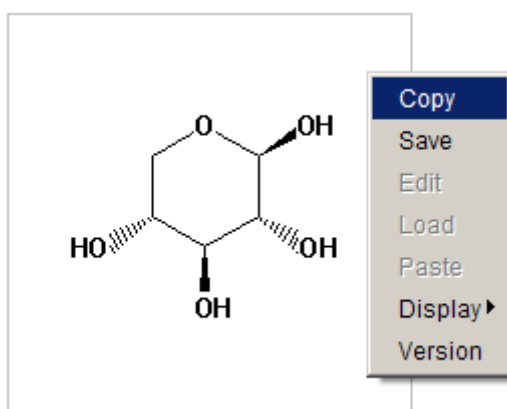 O
OH
HO
OH
OH
Copy
Save
Edit
Load
Paste
Display
Version